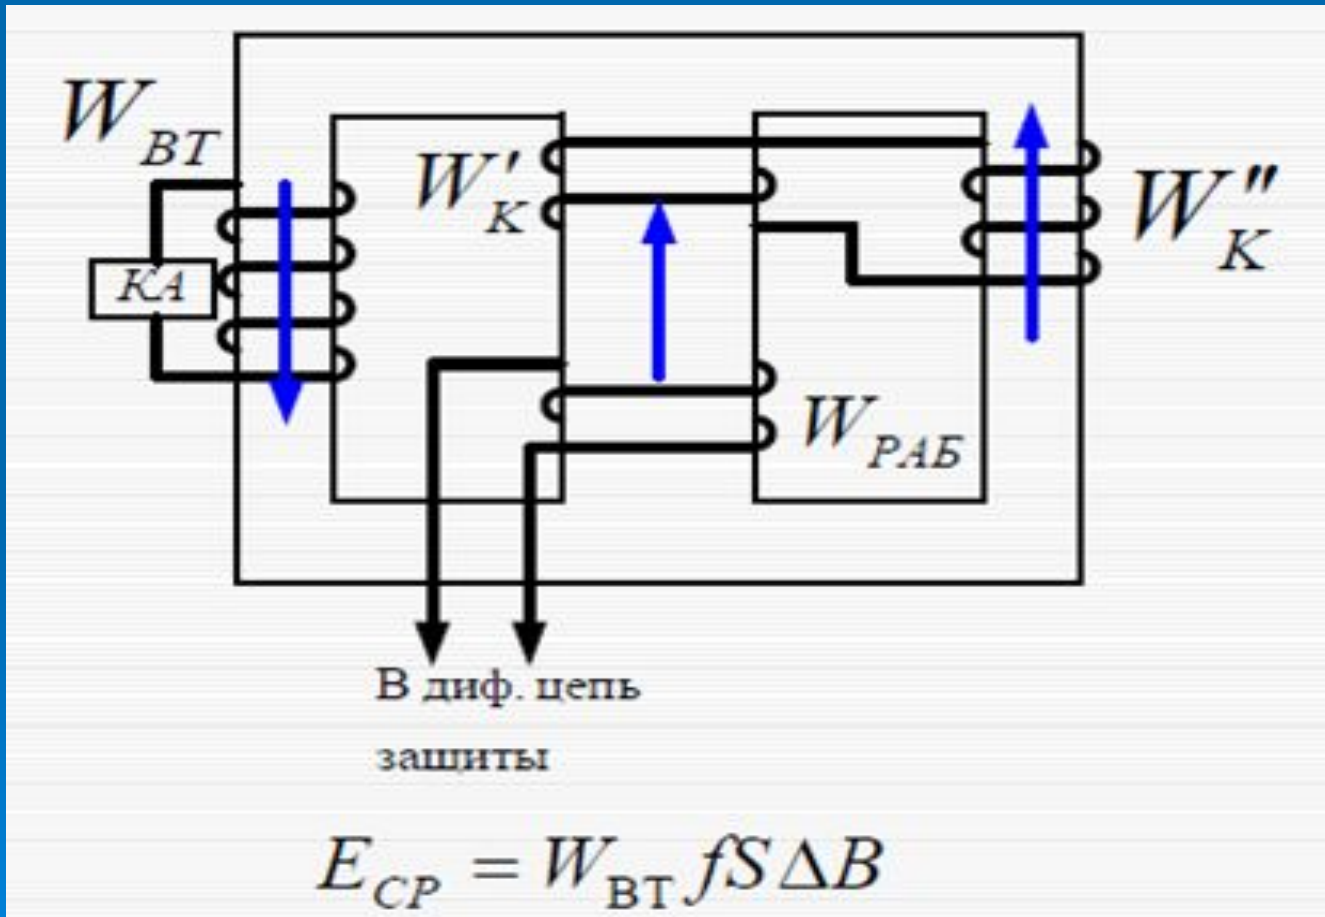 W_ВТ
W'_К
W''_К
КА
W_РАБ
В диф. цепь
защиты
E_СР = W_ВТ fSΔB